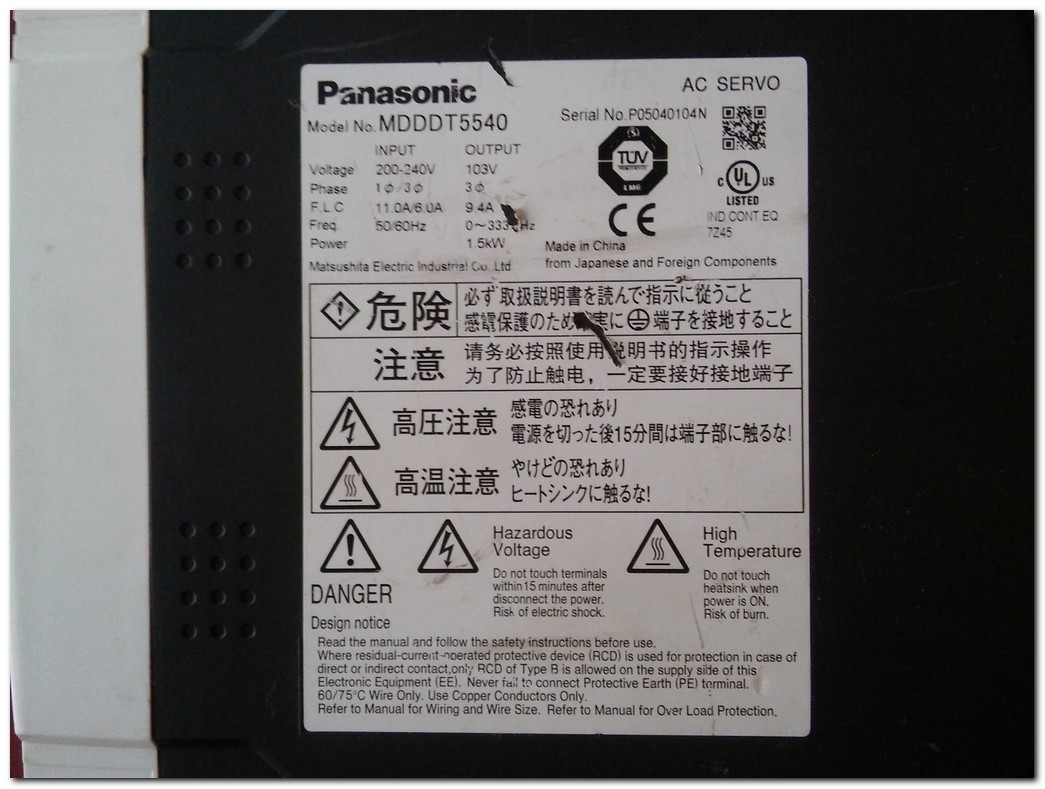 Panasonic
AC SERVO
Model No. MDDDT5540
Serial No. P05040104N
INPUT OUTPUT
Voltage 200-240V 103V
Phase 1ϕ/3ϕ 3ϕ
F.L.C 11.0A/6.0A 9.4A
Freq. 50/60Hz 0~333.3Hz
Power 1.5kW
Matsushita Electric Industrial Co. Ltd
TÜV
CE
c UL US
LISTED
IND CONT EQ
7Z45
Made in China
from Japanese and Foreign Components
危険
必ず取扱説明書を読んで指示に従うこと
感電保護のため確実に端子を接地すること
注意
请务必按照使用说明书的指示操作
为了防止触电，一定要接好接地端子
高圧注意
感電の恐れあり
電源を切った後15分間は端子部に触るな!
高温注意
やけどの恐れあり
ヒートシンクに触るな!
DANGER
Hazardous
Voltage
Do not touch terminals
within 15 minutes after
disconnect the power.
Risk of electric shock.
High
Temperature
Do not touch
heatsink when
power is ON.
Risk of burn.
Design notice
Read the manual and follow the safety instructions before use.
Where residual-current-operated protective device (RCD) is used for protection in case of
direct or indirect contact,only RCD of Type B is allowed on the supply side of this
Electronic Equipment (EE). Never fail to connect Protective Earth (PE) terminal.
60/75°C Wire Only. Use Copper Conductors Only.
Refer to Manual for Wiring and Wire Size. Refer to Manual for Over Load Protection,